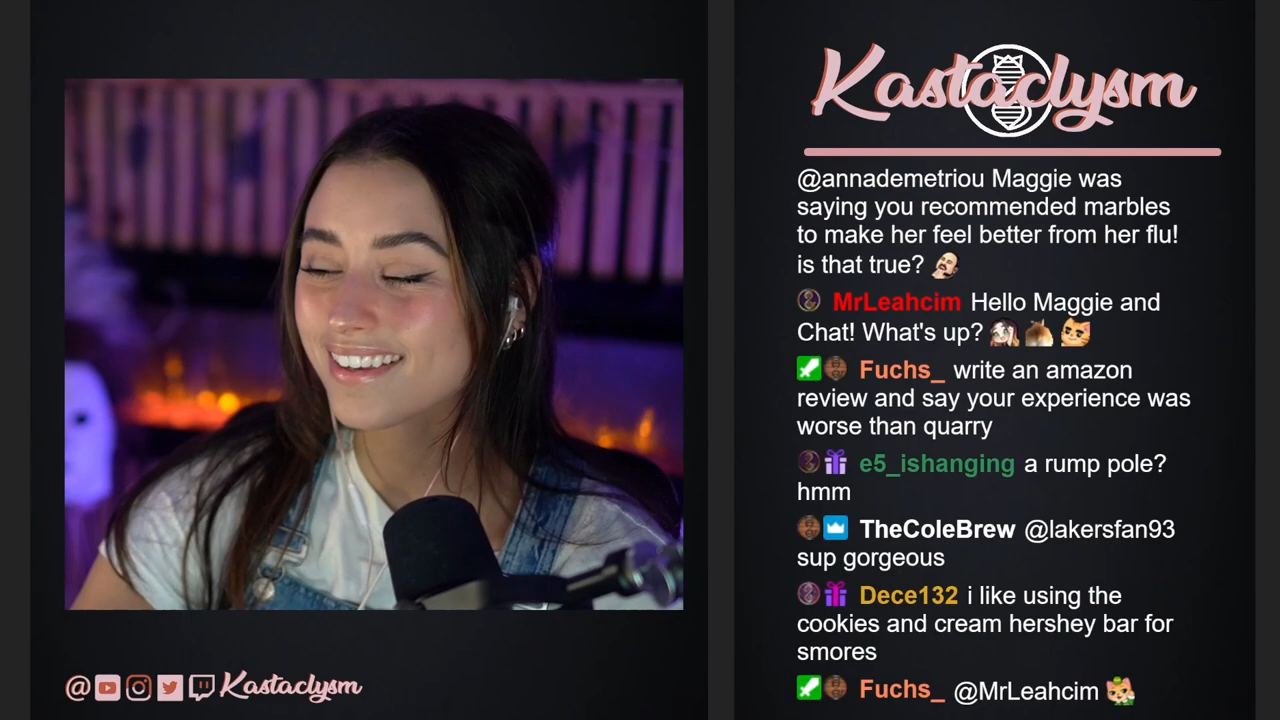 Kastaclysm
@annademetriou Maggie was
saying you recommended marbles
to make her feel better from her flu!
is that true?
MrLeahcim Hello Maggie and
Chat! What's up?
Fuchs_ write an amazon
review and say your experience was
worse than quarry
e5_ishanging a rump pole?
hmm
TheColeBrew @lakersfan93
sup gorgeous
Dece132 i like using the
cookies and cream hershey bar for
smores
Fuchs_ @MrLeahcim
@ Kastaclysm